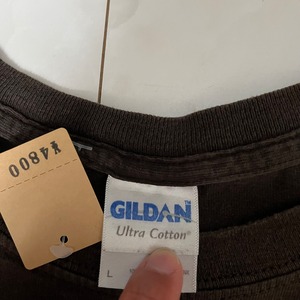 ¥4800
GILDAN
Ultra Cotton®
L